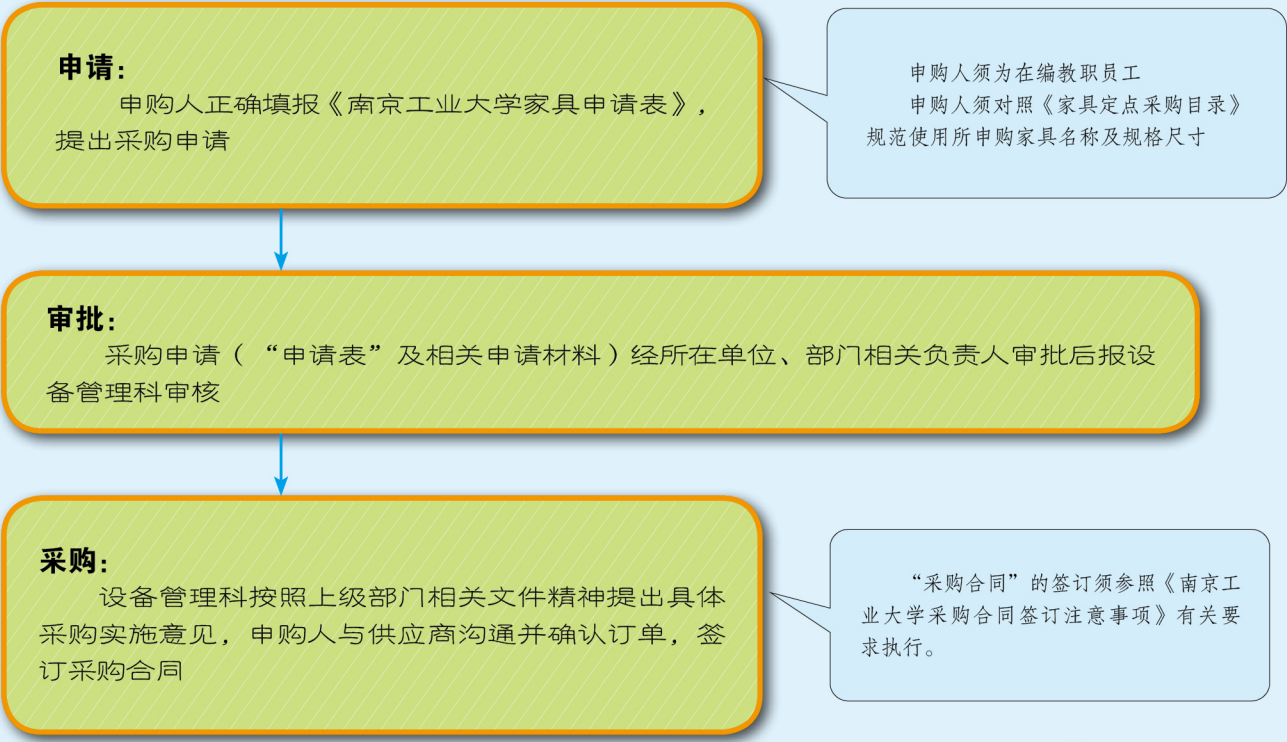 申请：
申购人正确填报《南京工业大学家具申请表》，
提出采购申请
申购人须为在编教职员工
申购人须对照《家具定点采购目录》
规范使用所申购家具名称及规格尺寸
审批：
采购申请（“申请表”及相关申请材料）经所在单位、部门相关负责人审批后报设
备管理科审核
采购：
设备管理科按照上级部门相关文件精神提出具体
采购实施意见，申购人与供应商沟通并确认订单，签
订采购合同
“采购合同”的签订须参照《南京工
业大学采购合同签订注意事项》有关要
求执行。